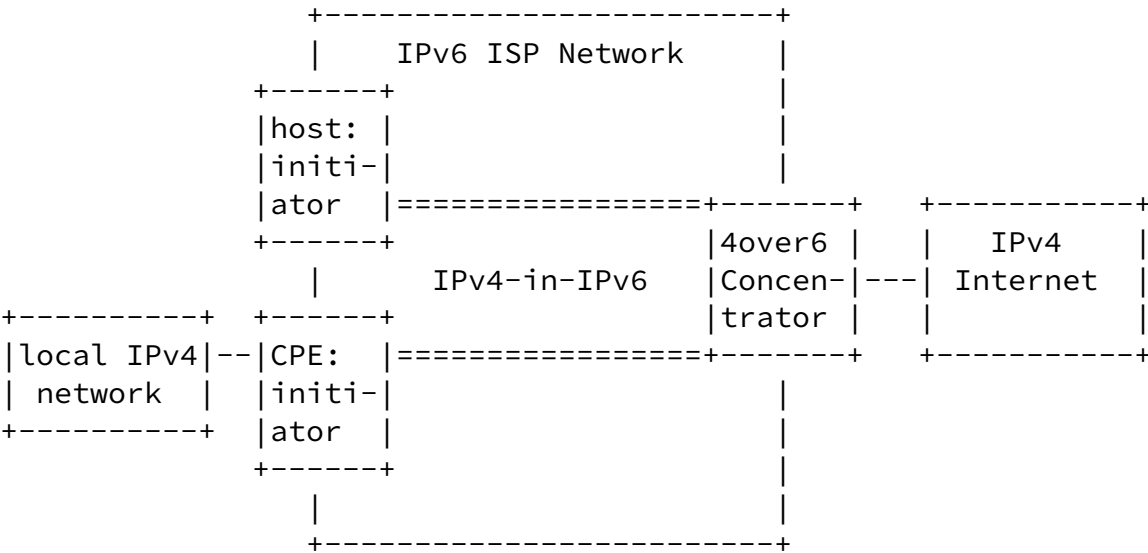 IPv6 ISP Network
host:
initi-
ator
4over6
Concen-
trator
IPv4
Internet
IPv4-in-IPv6
local IPv4
network
CPE:
initi-
ator